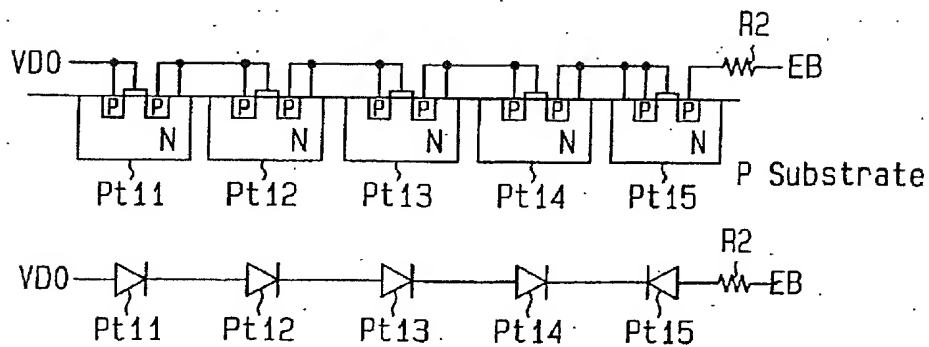 R2
VDO EB
P P P P P P P P P P
N N N N N
Pt11 Pt12 Pt13 Pt14 Pt15 P Substrate
R2
VDO EB
Pt11 Pt12 Pt13 Pt14 Pt15